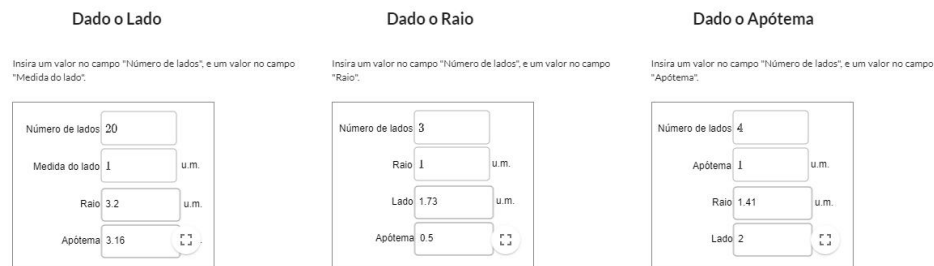 Dado o Lado
Insira um valor no campo "Número de lados", e um valor no campo
"Medida do lado".
Número de lados 20
Medida do lado 1 u.m.
Raio 3.2 u.m.
Apótema 3.16
Dado o Raio
Insira um valor no campo "Número de lados", e um valor no campo
"Raio".
Número de lados 3
Raio 1 u.m.
Lado 1.73 u.m.
Apótema 0.5
Dado o Apótema
Insira um valor no campo "Número de lados", e um valor no campo
"Apótema".
Número de lados 4
Apótema 1 u.m.
Raio 1.41 u.m.
Lado 2